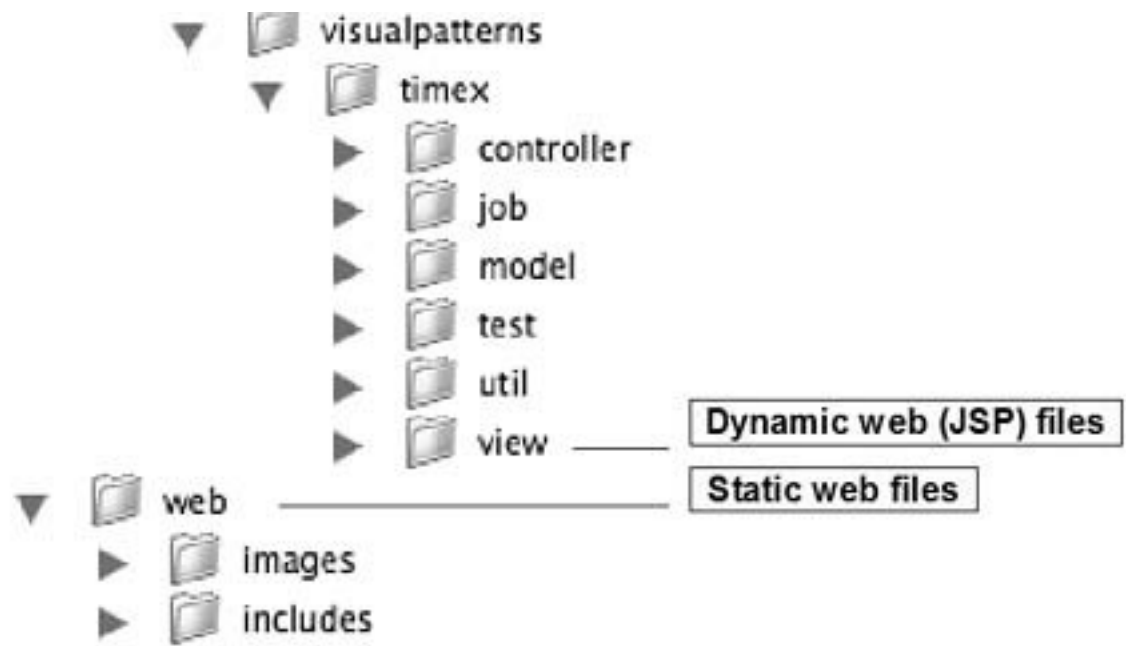 visualpatterns
timex
controller
job
model
test
util
view
Dynamic web (JSP) files
web
Static web files
images
includes